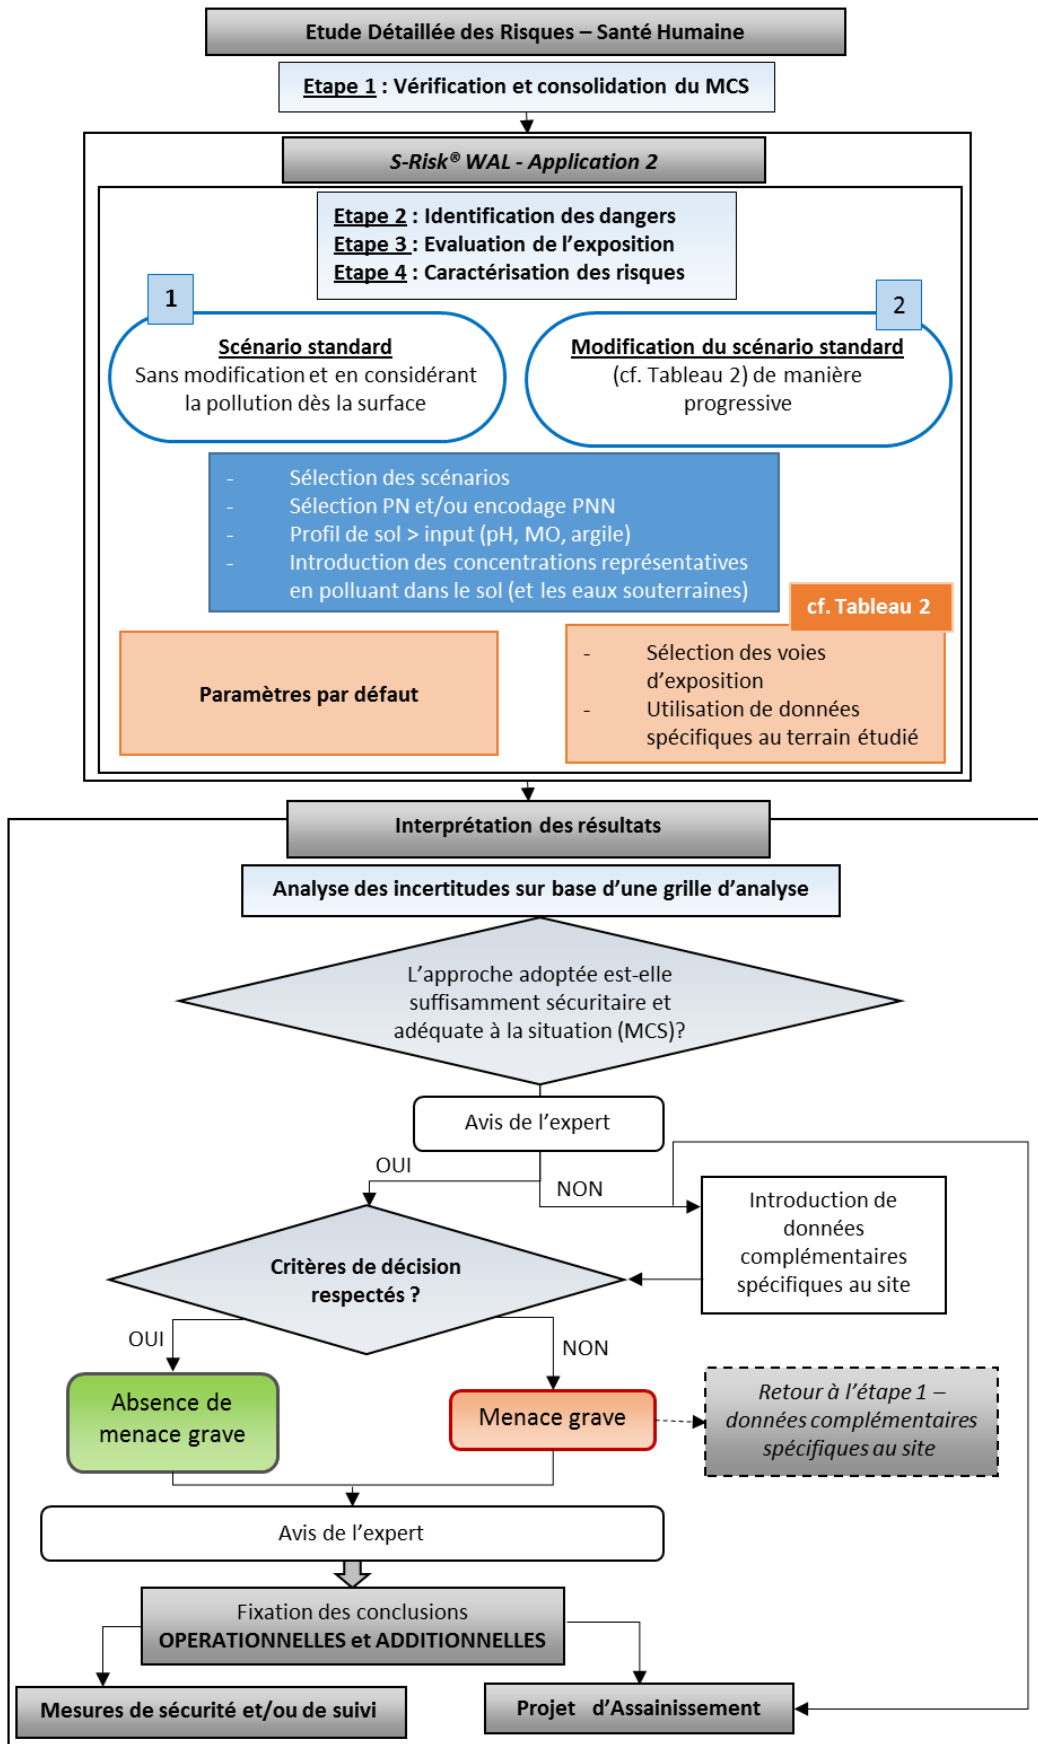 Etude Détaillée des Risques – Santé Humaine
Etape 1 : Vérification et consolidation du MCS
S-Risk® WAL - Application 2
Etape 2 : Identification des dangers
Etape 3 : Evaluation de l'exposition
Etape 4 : Caractérisation des risques
1
Scénario standard
Sans modification et en considérant
la pollution dès la surface
2
Modification du scénario standard
(cf. Tableau 2) de manière
progressive
- Sélection des scénarios
- Sélection PN et/ou encodage PNN
- Profil de sol > input (pH, MO, argile)
- Introduction des concentrations représentatives
en polluant dans le sol (et les eaux souterraines)
cf. Tableau 2
Paramètres par défaut
- Sélection des voies
d'exposition
- Utilisation de données
spécifiques au terrain étudié
Interprétation des résultats
Analyse des incertitudes sur base d'une grille d'analyse
L'approche adoptée est-elle
suffisamment sécuritaire et
adéquate à la situation (MCS)?
Avis de l'expert
OUI
NON
Introduction de
données
complémentaires
spécifiques au site
Critères de décision
respectés ?
OUI
NON
Absence de
menace grave
Menace grave
Retour à l'étape 1 –
données complémentaires
spécifiques au site
Avis de l'expert
Fixation des conclusions
OPERATIONNELLES et ADDITIONNELLES
Mesures de sécurité et/ou de suivi
Projet d'Assainissement